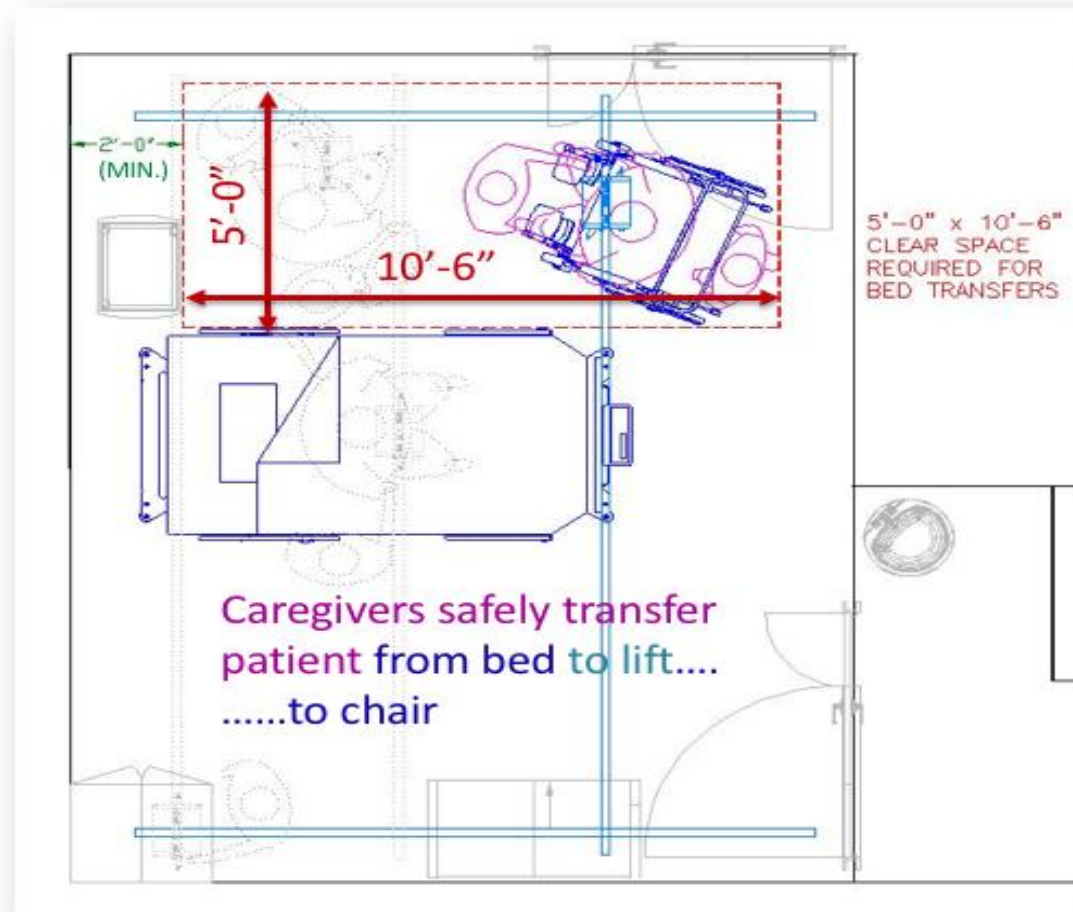 2'-0"
(MIN.)
5'-0"
10'-6"
5'-0" x 10'-6"
CLEAR SPACE
REQUIRED FOR
BED TRANSFERS
Caregivers safely transfer
patient from bed to lift....
......to chair